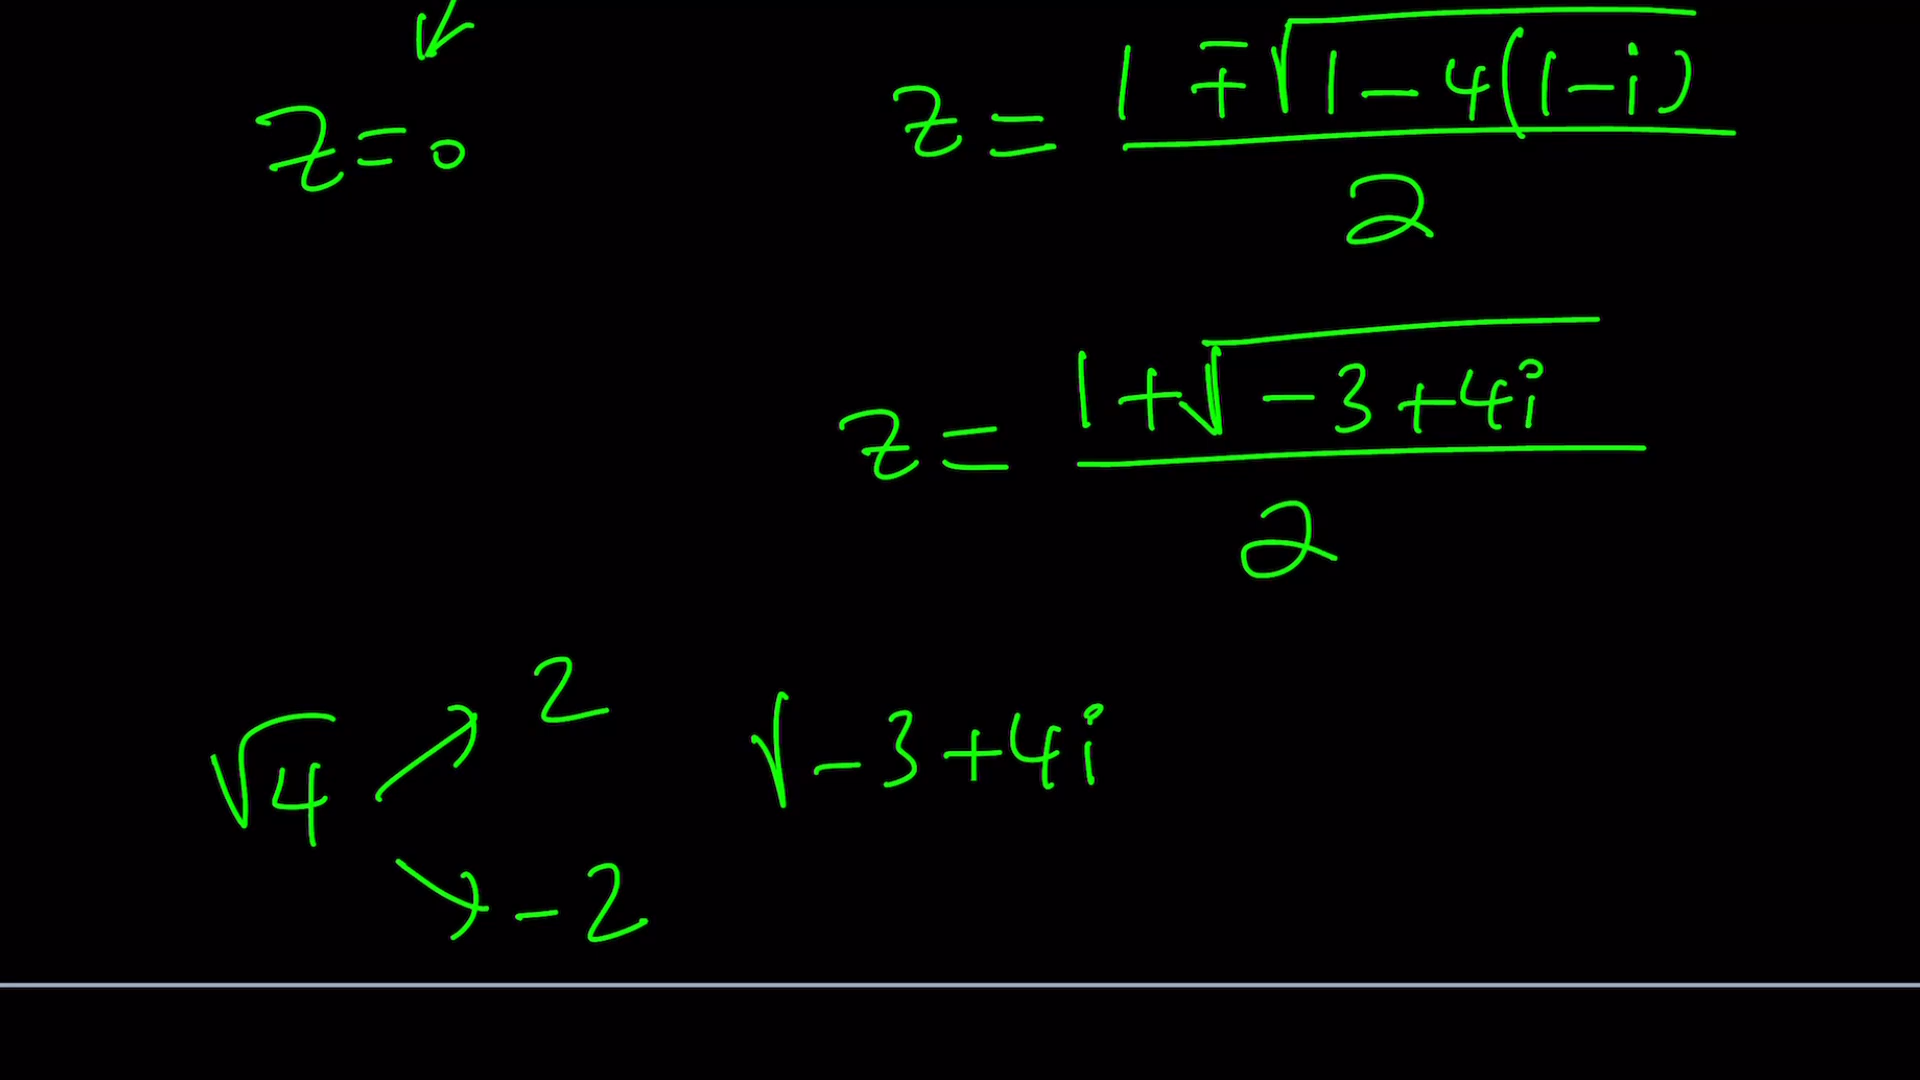 z=0
z = (1 ∓ √(1-4(1-i)))/2
z = (1+√(-3+4i))/2
√4 → 2 √-3+4i
→ -2